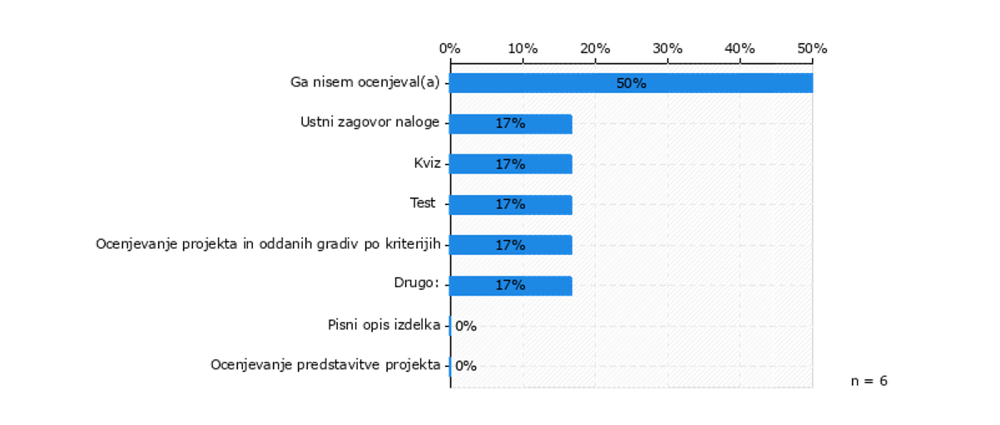 0% 10% 20% 30% 40% 50%
Ga nisem ocenjeval(a) 50%
Ustni zagovor naloge 17%
Kviz 17%
Test 17%
Ocenjevanje projekta in oddanih gradiv po kriterijih 17%
Drugo: 17%
Pisni opis izdelka 0%
Ocenjevanje predstavitve projekta 0%
n = 6